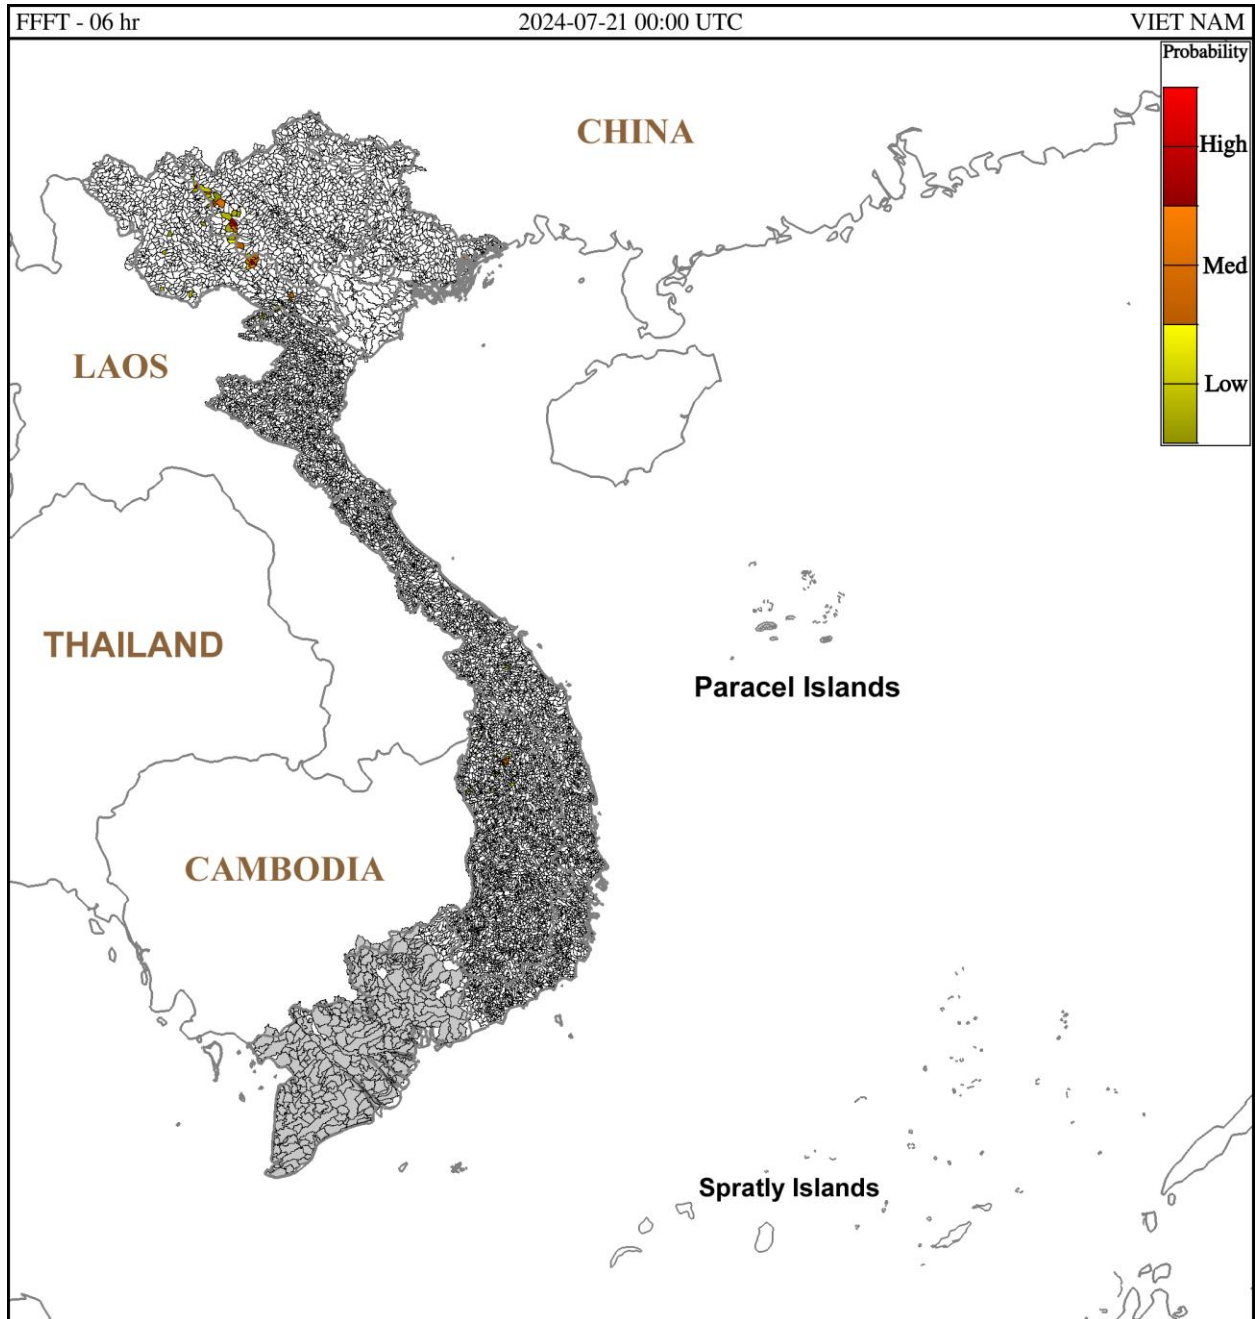 FFFT - 06 hr 2024-07-21 00:00 UTC VIET NAM
Probability
CHINA
High
Med
LAOS
Low
THAILAND
Paracel Islands
CAMBODIA
Spratly Islands